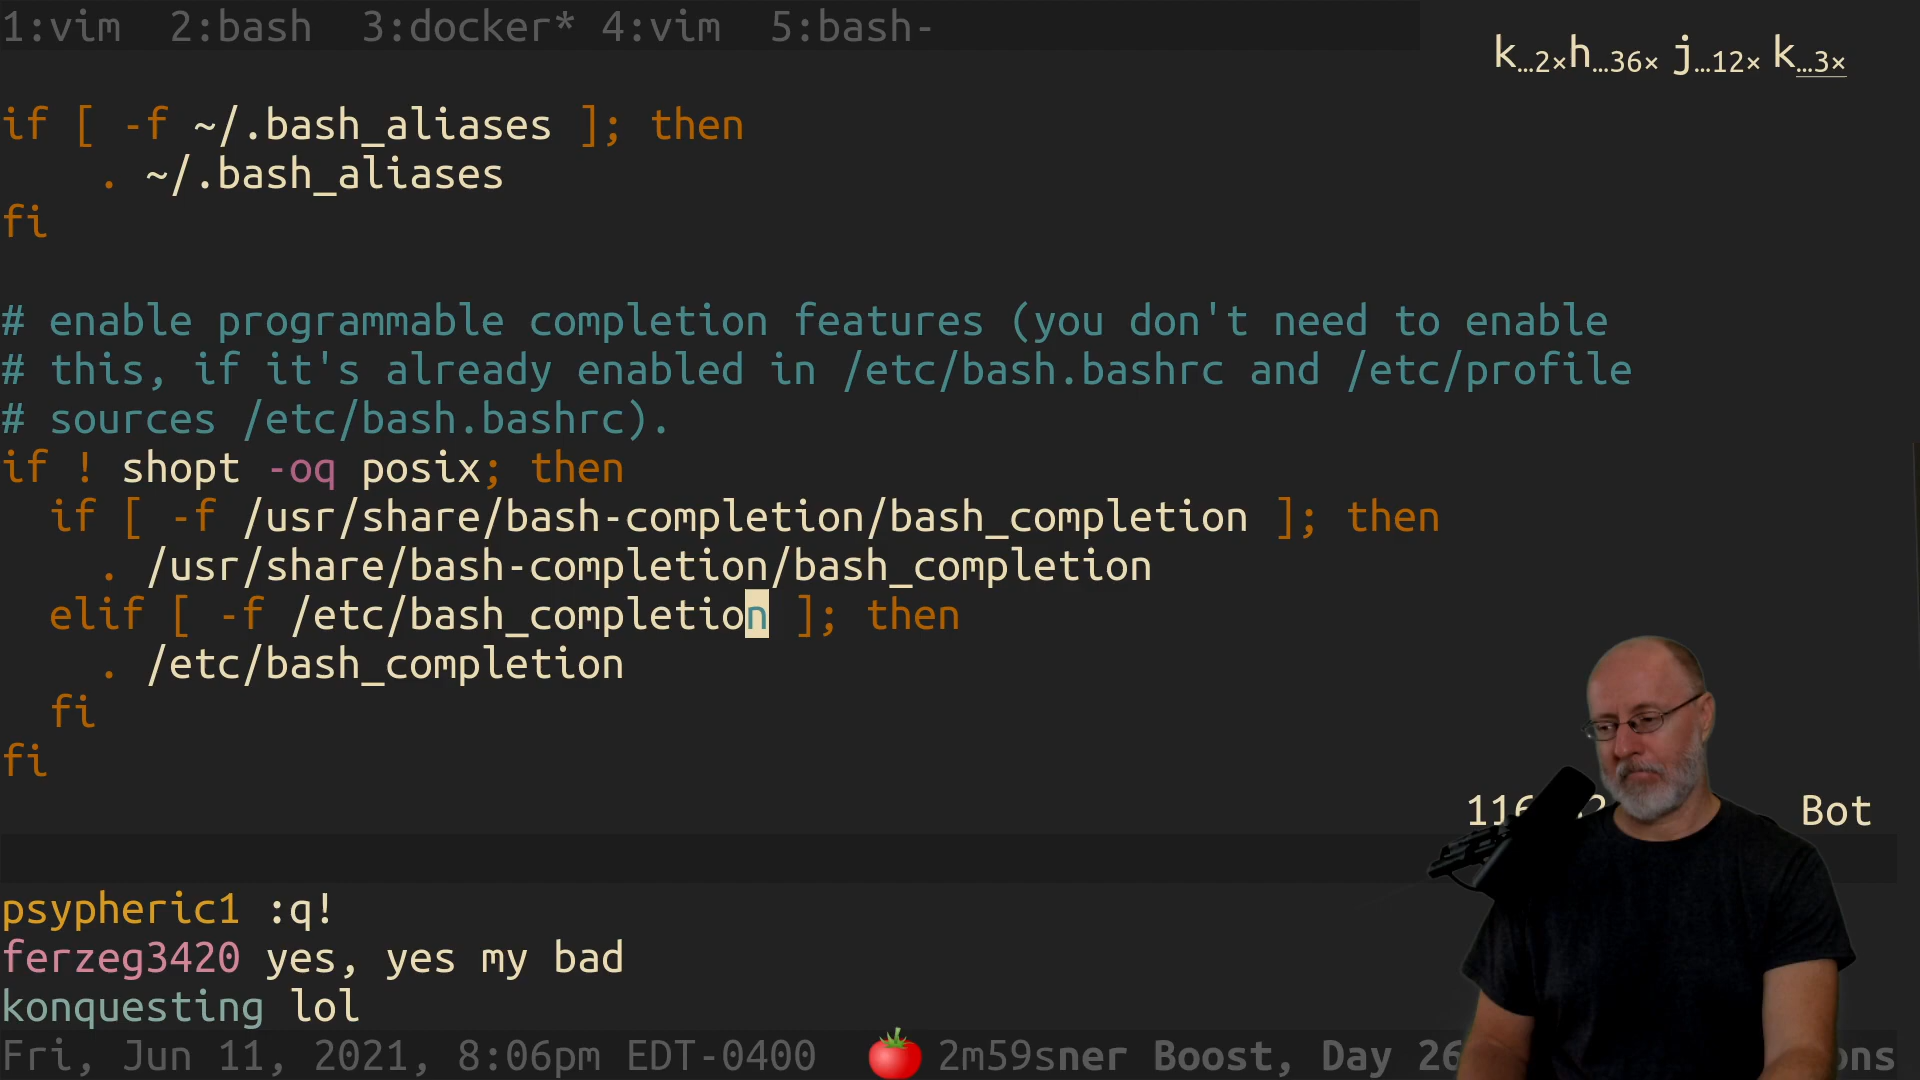 1:vim 2:bash 3:docker* 4:vim 5:bash-
k…2×h…36× j…12× k…3×
if [ -f ~/.bash_aliases ]; then
    . ~/.bash_aliases
fi
# enable programmable completion features (you don't need to enable
# this, if it's already enabled in /etc/bash.bashrc and /etc/profile
# sources /etc/bash.bashrc).
if ! shopt -oq posix; then
  if [ -f /usr/share/bash-completion/bash_completion ]; then
    . /usr/share/bash-completion/bash_completion
  elif [ -f /etc/bash_completion ]; then
    . /etc/bash_completion
  fi
fi
Bot
psypheric1 :q!
ferzeg3420 yes, yes my bad
konquesting lol
Fri, Jun 11, 2021, 8:06pm EDT-0400 🍅 2m59sner Boost, Day 26 ons